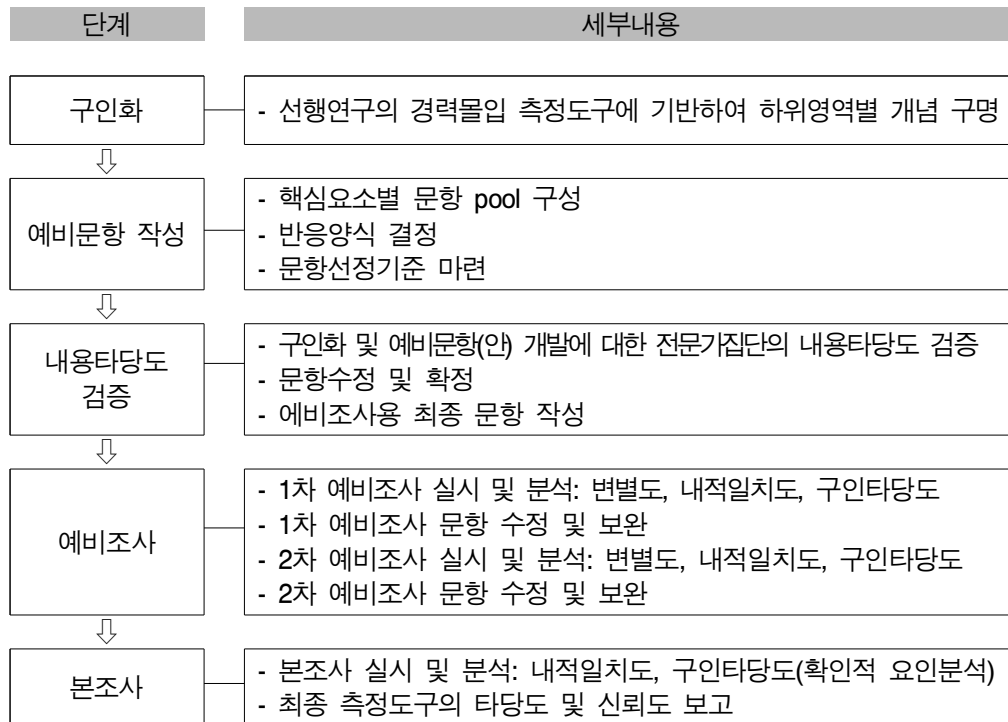 단계 세부내용
구인화
- 선행연구의 경력몰입 측정도구에 기반하여 하위영역별 개념 구명
예비문항 작성
- 핵심요소별 문항 pool 구성
- 반응양식 결정
- 문항선정기준 마련
내용타당도
검증
- 구인화 및 예비문항(안) 개발에 대한 전문가집단의 내용타당도 검증
- 문항수정 및 확정
- 에비조사용 최종 문항 작성
예비조사
- 1차 예비조사 실시 및 분석: 변별도, 내적일치도, 구인타당도
- 1차 예비조사 문항 수정 및 보완
- 2차 예비조사 실시 및 분석: 변별도, 내적일치도, 구인타당도
- 2차 예비조사 문항 수정 및 보완
본조사
- 본조사 실시 및 분석: 내적일치도, 구인타당도(확인적 요인분석)
- 최종 측정도구의 타당도 및 신뢰도 보고